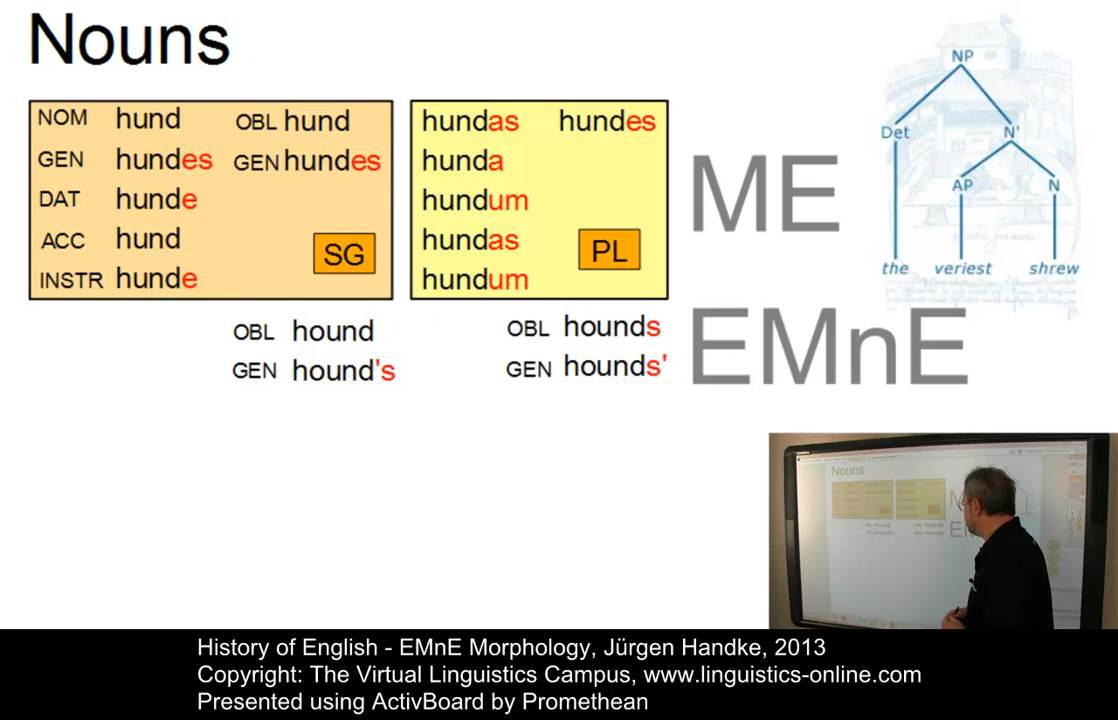 Nouns
NOM hund OBL hund hundas hundes
GEN hundes GEN hundes hunda
DAT hunde hundum
ACC hund SG hundas PL
INSTR hunde hundum
ME
NP
Det N'
AP N
the veriest shrew
OBL hound OBL hounds
GEN hound's GEN hounds'
EMnE
Nouns
History of English - EMnE Morphology, Jürgen Handke, 2013
Copyright: The Virtual Linguistics Campus, www.linguistics-online.com
Presented using ActivBoard by Promethean